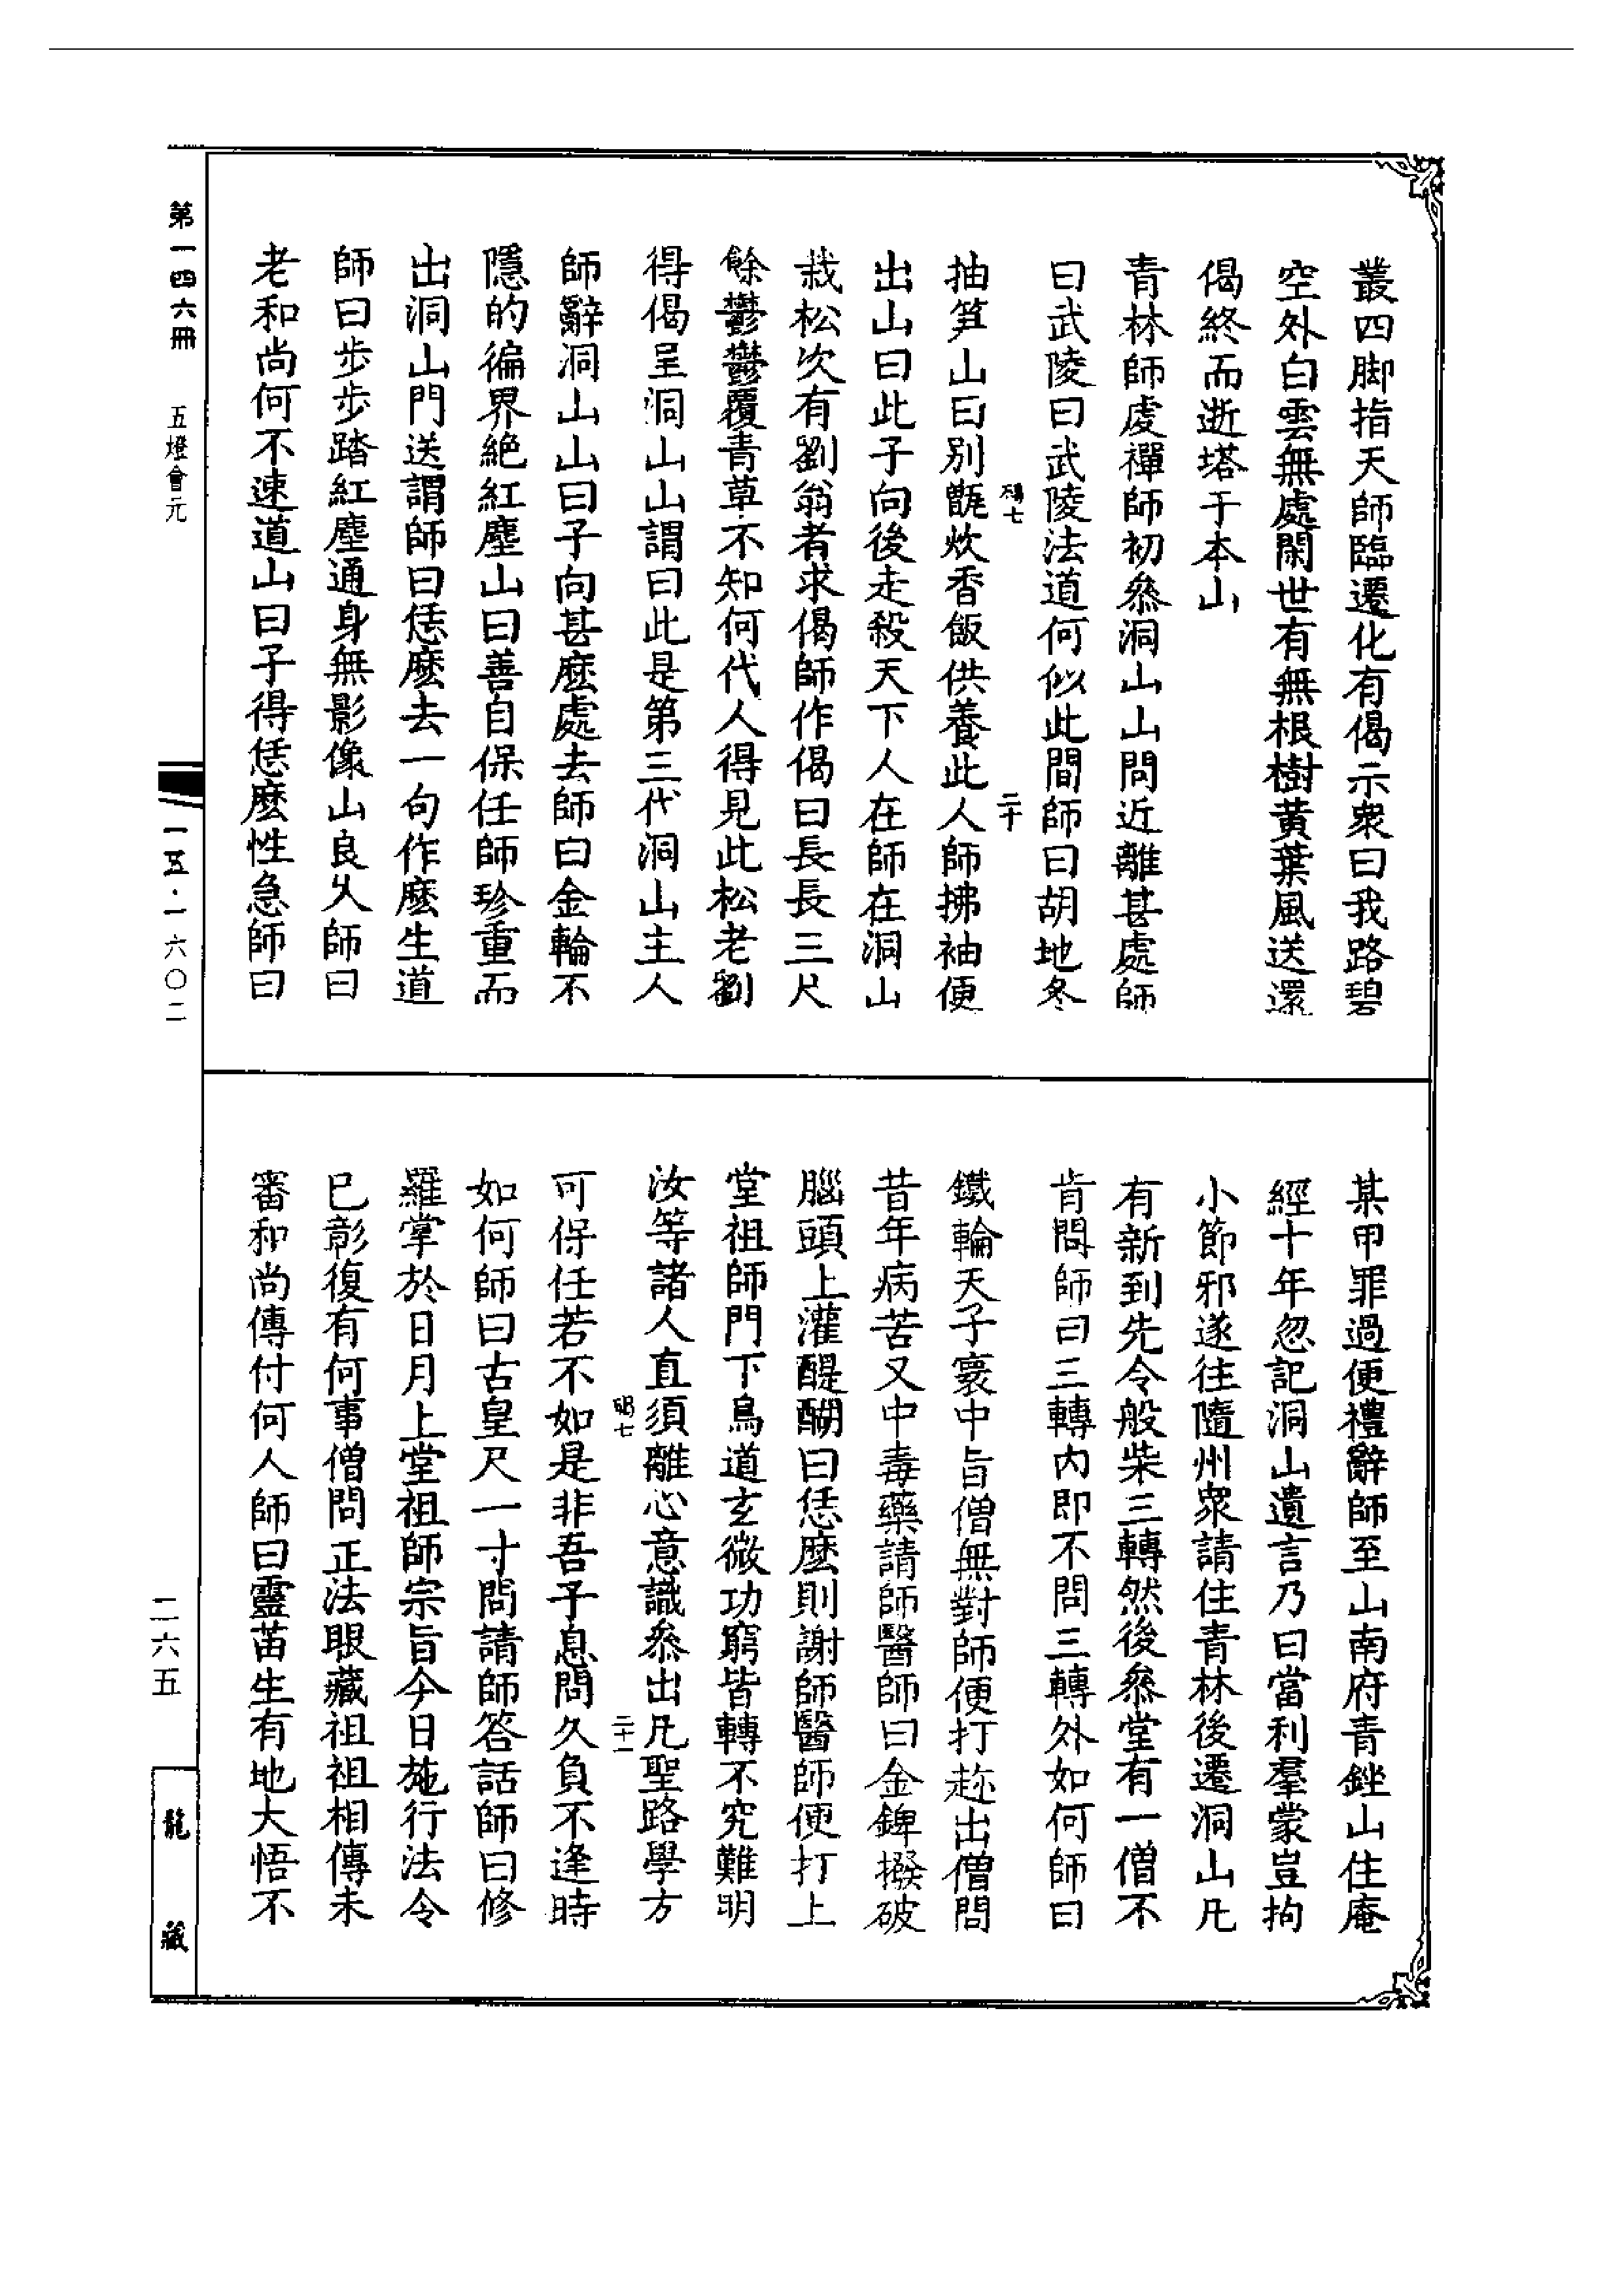 叢四脚指天師臨遷化有偈示衆曰我路碧
空外白雲無處閑世有無根樹黃葉風送還
偈終而逝塔于本山
青林師虔禪師初叅洞山山問近離甚處師
曰武陵曰武陵法道何似此間師曰胡地冬
抽笋山曰別甑炊香飯供養此人師拂袖便
出山曰此子向後走殺天下人在師在洞山
栽松次有劉翁者求偈師作偈曰長長三尺
餘鬱鬱覆青草不知何代人得見此松老劉
得偈呈洞山山謂曰此是第三代洞山主人
師辭洞山山曰子向甚麽處去師曰金輪不
隱的徧界絶紅塵山曰善自保任師珍重而
出洞山門送謂師曰恁麽去一句作麽生道
師曰步步踏紅塵通身無影像山良久師曰
老和尚何不速道山曰子得恁麽性急師曰
某甲罪過便禮辭師至山南府青銼山住庵
經十年忽記洞山遺言乃曰當利羣蒙豈拘
小節邪遂往隨州衆請住青林後遷洞山凡
有新到先令般柴三轉然後叅堂有一僧不
肯問師曰三轉內即不問三轉外如何師曰
鐵輪天子寰中旨僧無對師便打趂出僧問
昔年病苦又中毒藥請師醫師曰金錍撥破
腦頭上灌醍醐曰恁麽則謝師醫師便打上
堂祖師門下鳥道玄微功窮皆轉不究難明
汝等諸人直須離心意識叅出凡聖路學方
可保任若不如是非吾子息問久負不逢時
如何師曰古皇尺一寸問請師答話師曰修
羅掌於日月上堂祖師宗旨今日施行法令
已彰復有何事僧問正法眼藏祖祖相傳未
審和尚傳付何人師曰靈苗生有地大悟不
第一四六冊
五燈會元
一五·一六〇二
二六五
龍藏
二十
二十一